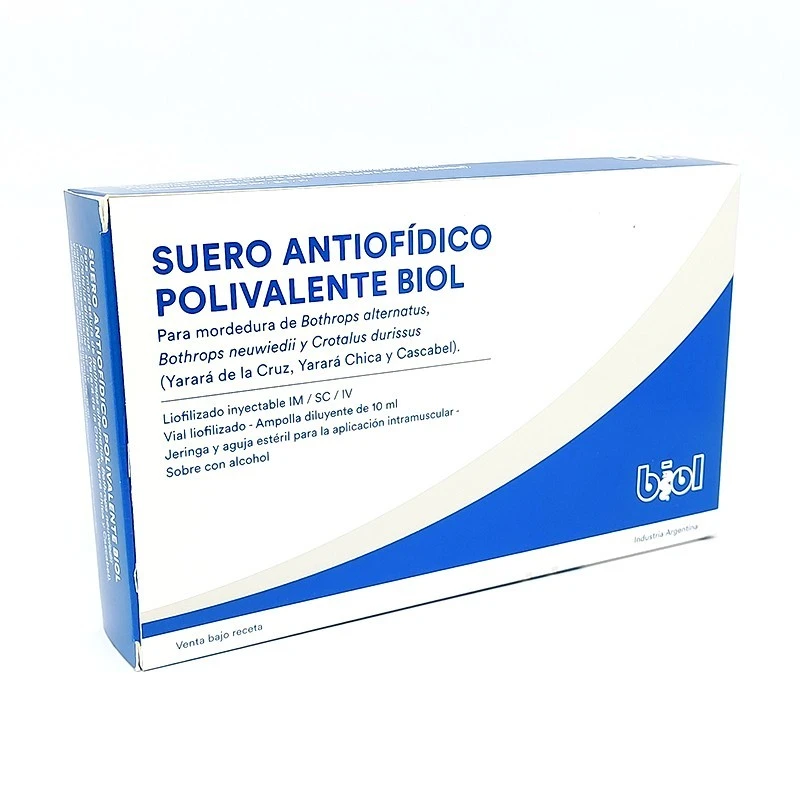 SUERO ANTIOFÍDICO
POLIVALENTE BIOL
Para mordedura de Bothrops alternatus,
Bothrops neuwiedii y Crotalus durissus
(Yarará de la Cruz, Yarará Chica y Cascabel).
Liofilizado inyectable IM / SC / IV
Vial liofilizado - Ampolla diluyente de 10 ml
Jeringa y aguja estéril para la aplicación intramuscular -
Sobre con alcohol
biol
Industria Argentina
Venta bajo receta
SUERO ANTIOFÍDICO POLIVALENTE BIOL